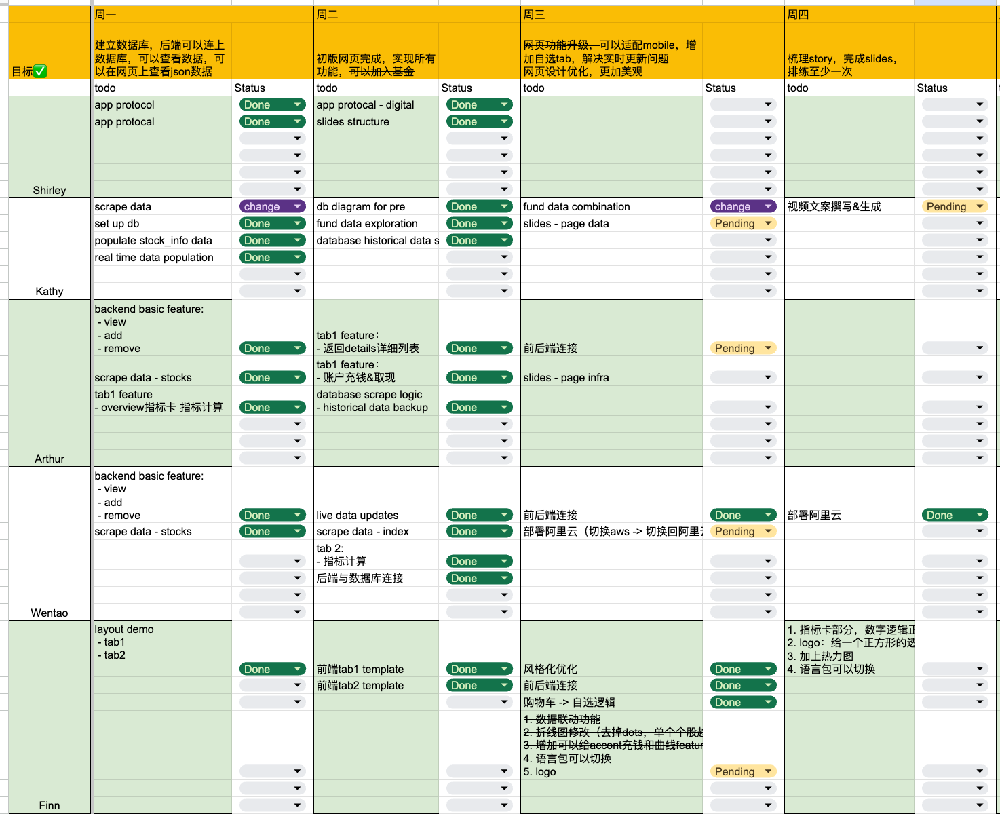 周一 周二 周三 周四
目标✅ 建立数据库，后端可以连上数据库，可以查看数据，可以在网页上查看json数据 初版网页完成，实现所有功能，可以加入基金 网页功能升级，可以适配mobile，增加自选tab，解决实时更新问题 网页设计优化，更加美观 梳理story，完成slides，排练至少一次
todo Status todo Status todo Status todo Status
app protocol Done app protocal - digital Done
app protocal Done slides structure Done
Shirley
scrape data change db diagram for pre Done fund data combination change 视频文案撰写&生成 Pending
set up db Done fund data exploration Done slides - page data Pending
populate stock_info data Done database historical data s Done
real time data population Done
Kathy
backend basic feature:
- view
- add
- remove Done
tab1 feature：
- 返回details详细列表 Done 前后端连接 Pending
scrape data - stocks Done
tab1 feature：
- 账户充钱&取现 Done slides - page infra
tab1 feature
- overview指标卡 指标计算 Done
database scrape logic
- historical data backup Done
Arthur
backend basic feature:
- view
- add
- remove Done live data updates Done 前后端连接 Done 部署阿里云 Done
scrape data - stocks Done scrape data - index Done 部署阿里云（切换aws -> 切换回阿里 Pending
tab 2:
- 指标计算 Done
后端与数据库连接 Done
Wentao
layout demo
- tab1
- tab2
Done 前端tab1 template Done 风格化优化 Done
1. 指标卡部分，数字逻辑正
2. logo：给一个正方形的透
3. 加上热力图
4. 语言包可以切换
前端tab2 template Done 前后端连接 Done
购物车 -> 自选逻辑 Done
1. 数据联动功能
2. 折线图修改（去掉dots，单个个股趋
3. 增加可以给accont充钱和曲线featur
4. 语言包可以切换
5. logo Pending
Finn